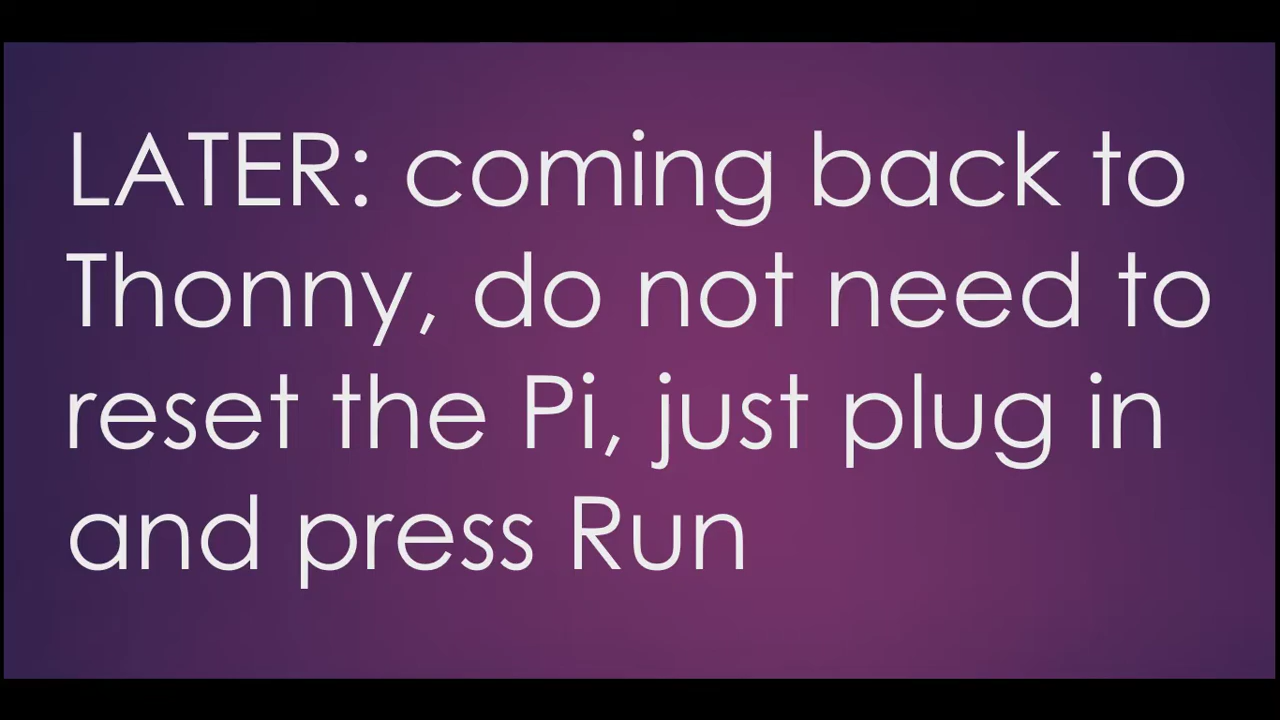 LATER: coming back to
Thonny, do not need to
reset the Pi, just plug in
and press Run